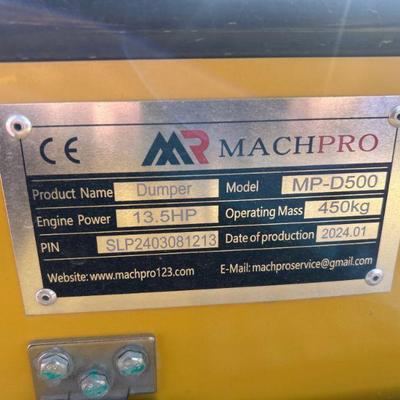 CE MR MACHPRO
Product Name Dumper Model MP-D500
Engine Power 13.5HP Operating Mass 450kg
PIN SLP2403081213 Date of production 2024.01
Website: www.machpro123.com E-Mail: machproservice@gmail.com